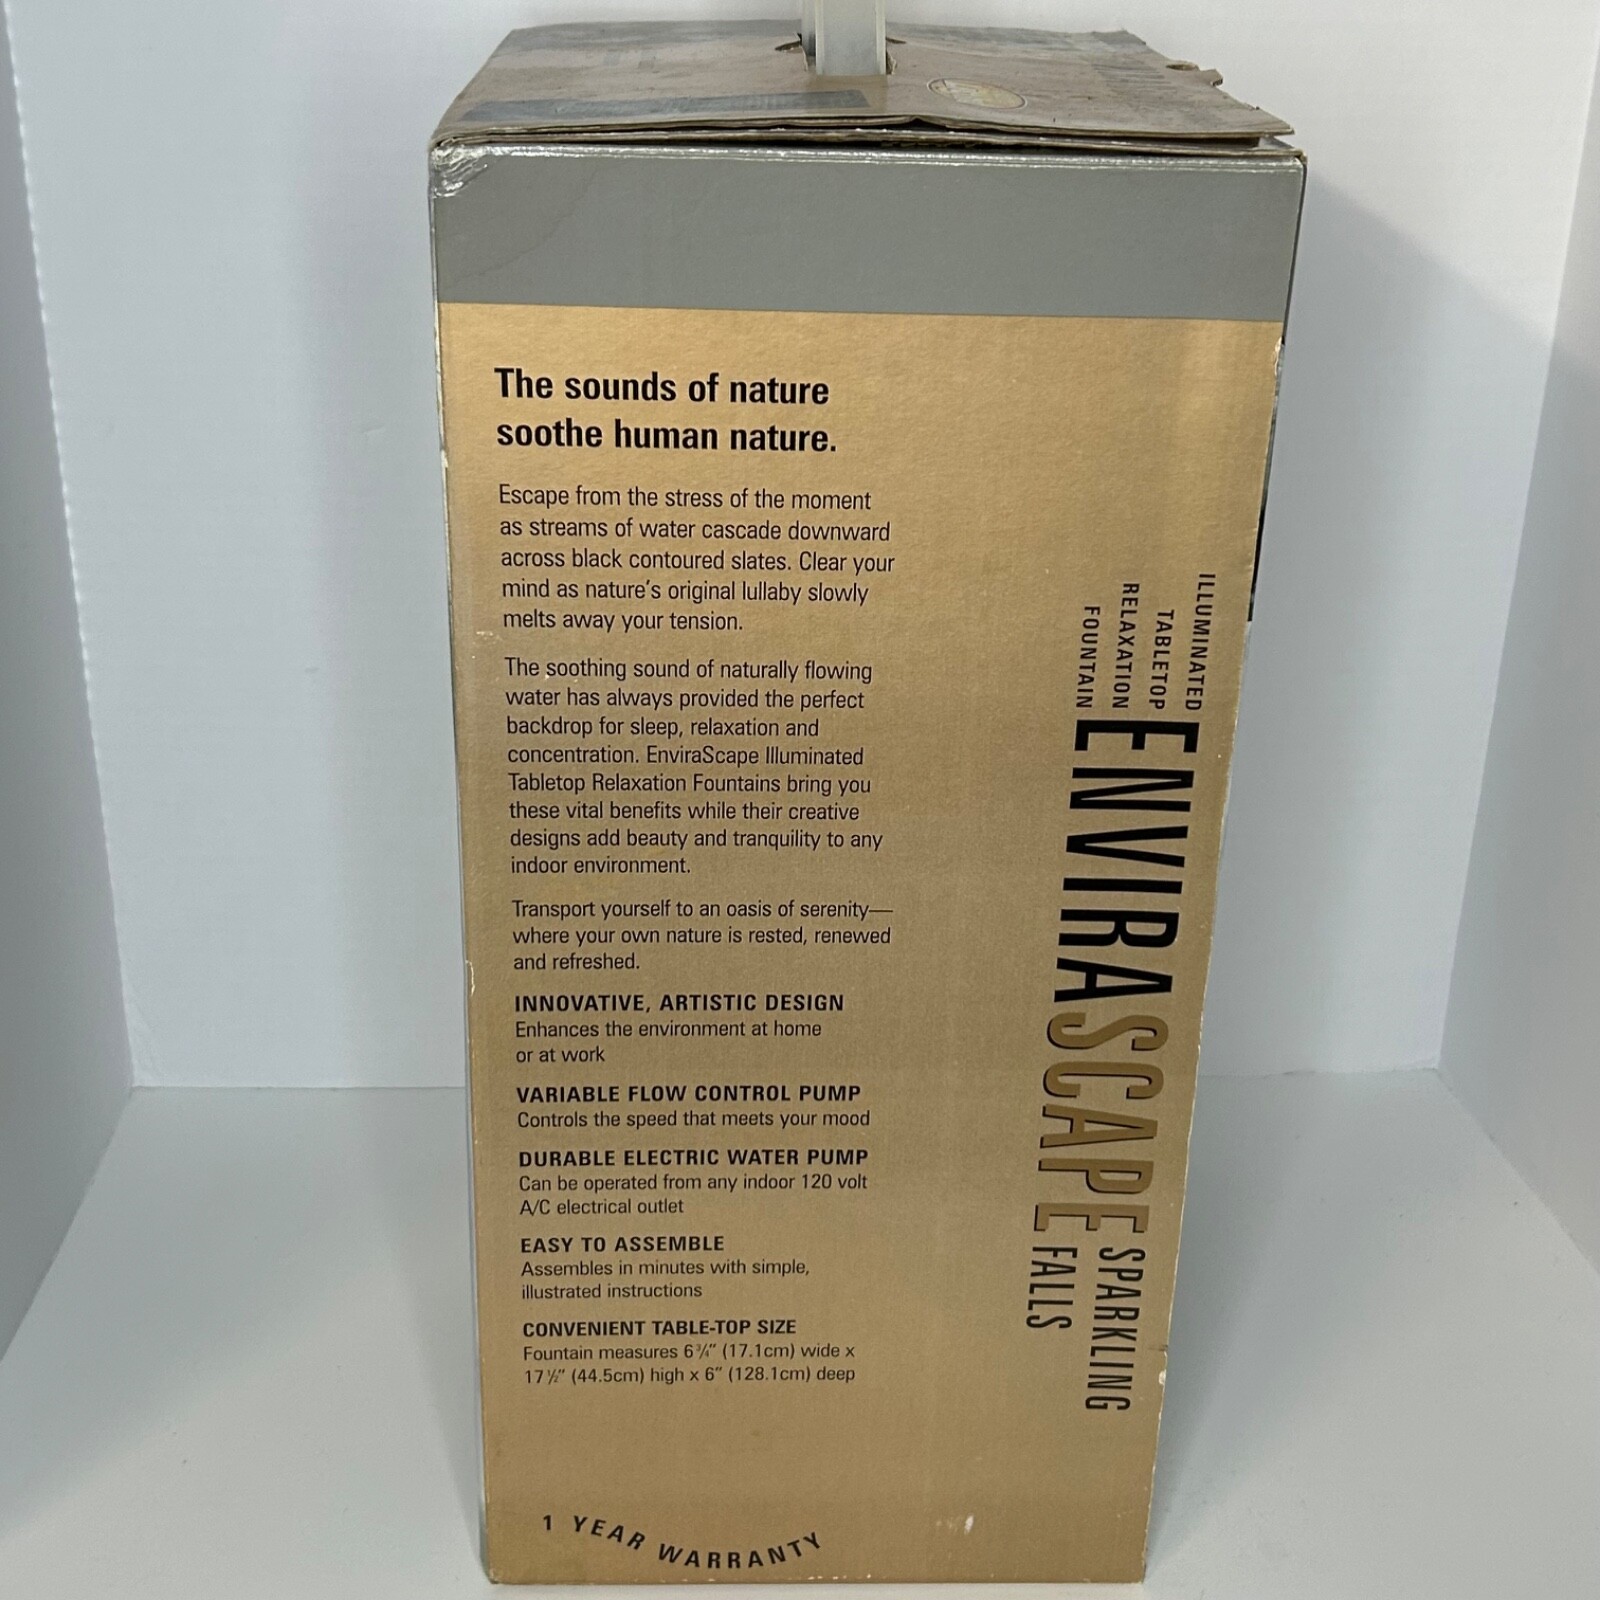 The sounds of nature
soothe human nature.
Escape from the stress of the moment
as streams of water cascade downward
across black contoured slates. Clear your
mind as nature's original lullaby slowly
melts away your tension.
The soothing sound of naturally flowing
water has always provided the perfect
backdrop for sleep, relaxation and
concentration. EnviraScape Illuminated
Tabletop Relaxation Fountains bring you
these vital benefits while their creative
designs add beauty and tranquility to any
indoor environment.
Transport yourself to an oasis of serenity—
where your own nature is rested, renewed
and refreshed.
INNOVATIVE, ARTISTIC DESIGN
Enhances the environment at home
or at work
VARIABLE FLOW CONTROL PUMP
Controls the speed that meets your mood
DURABLE ELECTRIC WATER PUMP
Can be operated from any indoor 120 volt
A/C electrical outlet
EASY TO ASSEMBLE
Assembles in minutes with simple,
illustrated instructions
CONVENIENT TABLE-TOP SIZE
Fountain measures 6¾" (17.1cm) wide x
17½" (44.5cm) high x 6" (128.1cm) deep
1 YEAR WARRANTY
ILLUMINATED
TABLETOP
RELAXATION
FOUNTAIN
ENVIRASCAPE
SPARKLING
FALLS